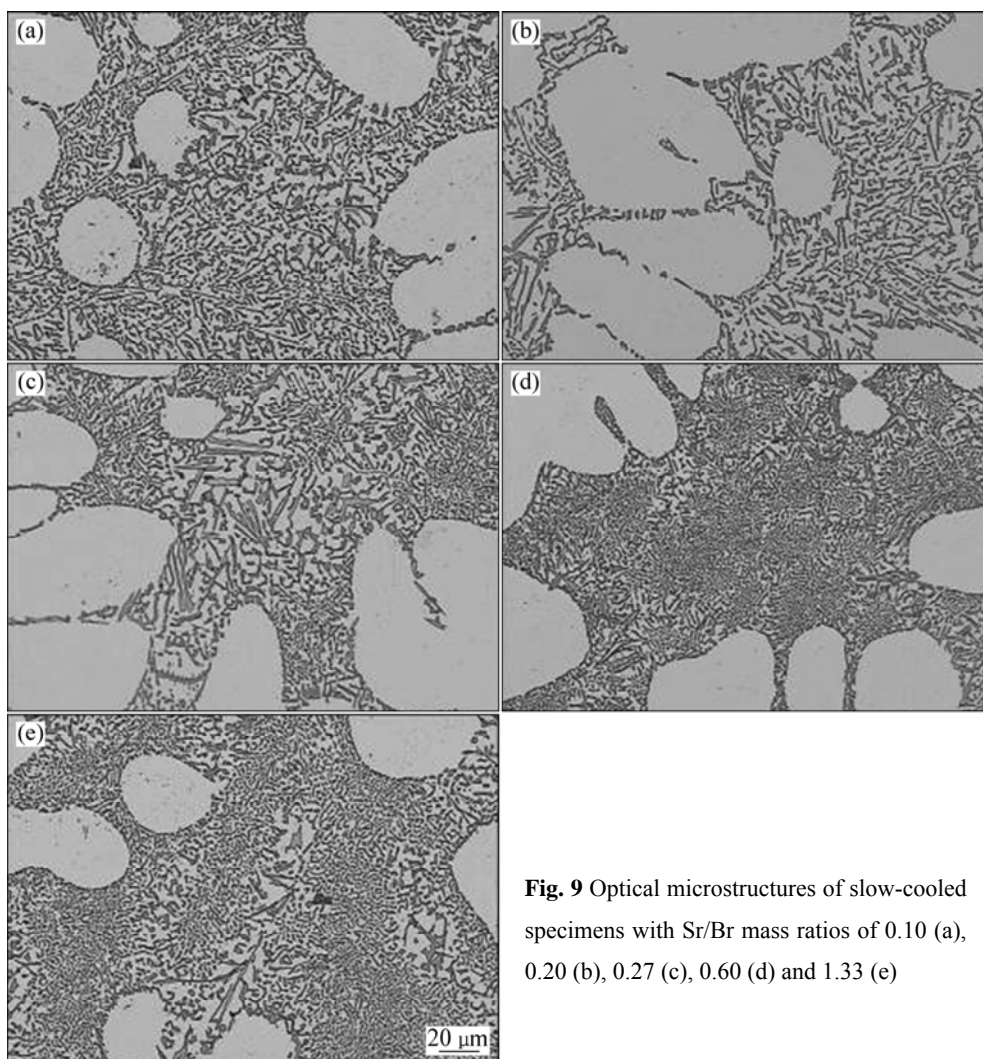 (a)
(b)
(c)
(d)
(e)
20 μm
Fig. 9 Optical microstructures of slow-cooled
specimens with Sr/Br mass ratios of 0.10 (a),
0.20 (b), 0.27 (c), 0.60 (d) and 1.33 (e)